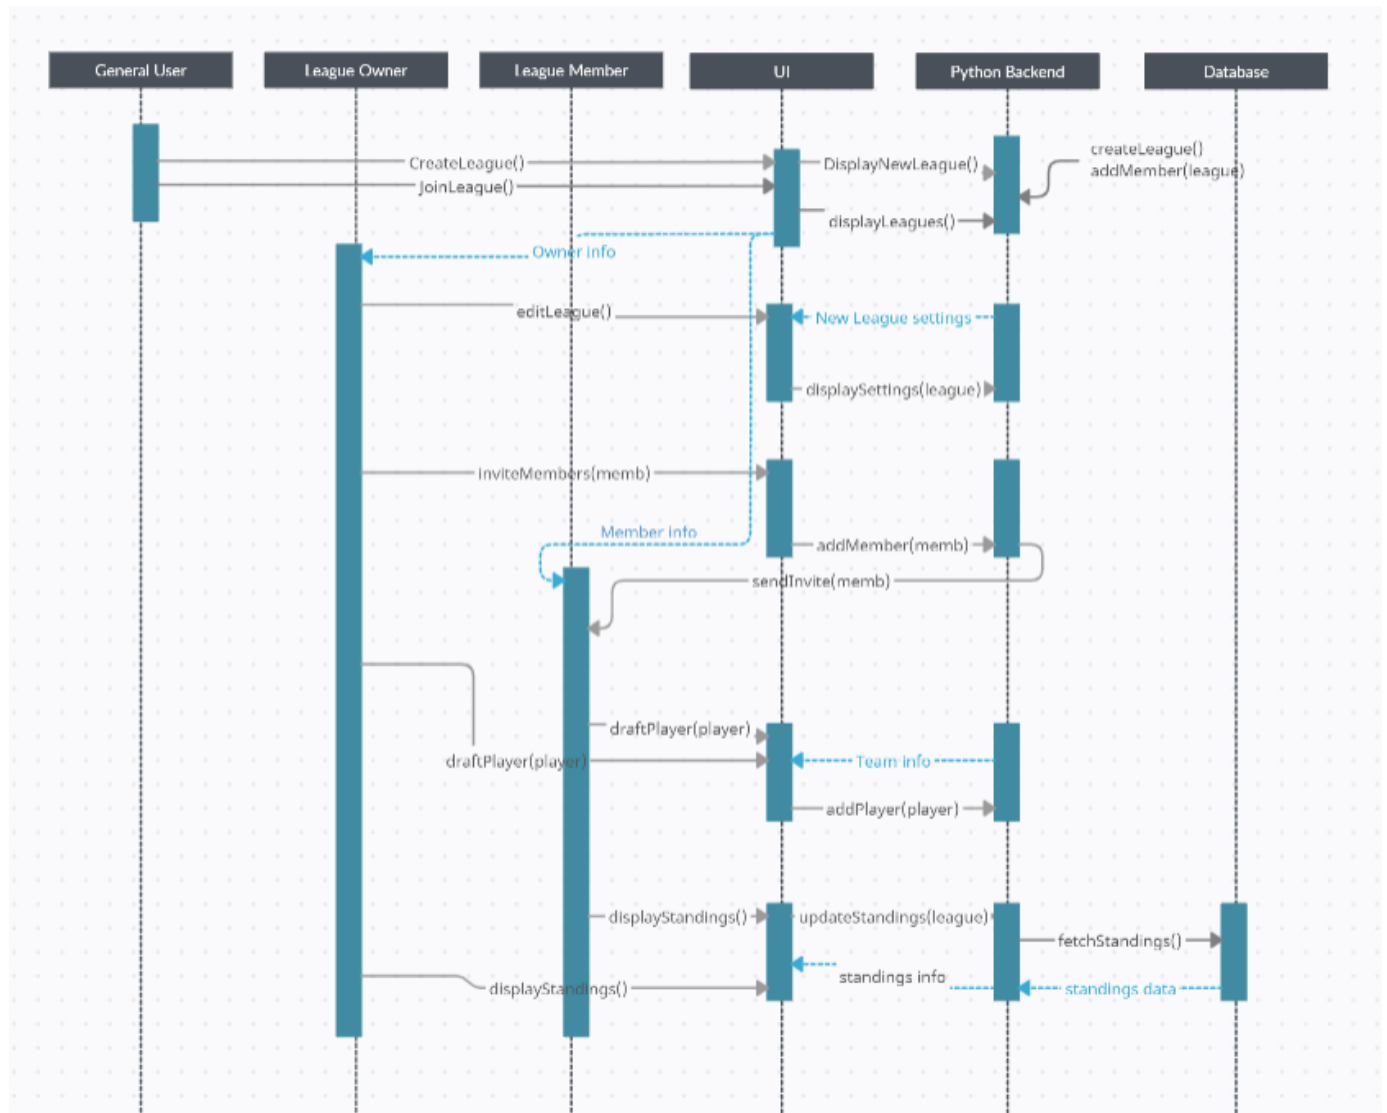 General User
League Owner
League Member
UI
Python Backend
Database
CreateLeague()
DisplayNewLeague()
createLeague()
addMember(league)
JoinLeague()
displayLeagues()
Owner info
editLeague()
New League settings
displaySettings(league)
InviteMembers(memb)
Member info
addMember(memb)
sendInvite(memb)
draftPlayer(player)
draftPlayer(player)
Team info
addPlayer(player)
displayStandings()
updateStandings(league)
fetchStandings()
standings info
displayStandings()
standings data